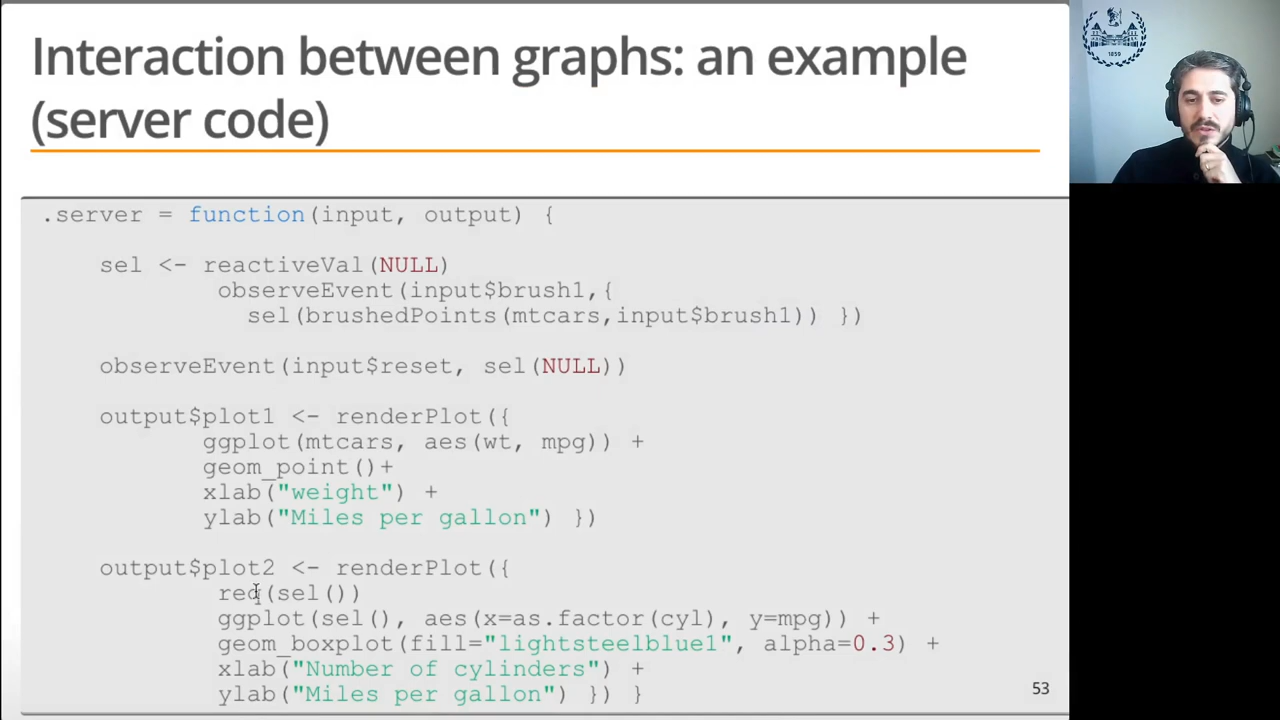 Interaction between graphs: an example
(server code)
.server = function(input, output) {
sel <- reactiveVal(NULL)
observeEvent(input$brush1,{
sel(brushedPoints(mtcars,input$brush1)) })
observeEvent(input$reset, sel(NULL))
output$plot1 <- renderPlot({
ggplot(mtcars, aes(wt, mpg)) +
geom_point()+
xlab("weight") +
ylab("Miles per gallon") })
output$plot2 <- renderPlot({
req(sel())
ggplot(sel(), aes(x=as.factor(cyl), y=mpg)) +
geom_boxplot(fill="lightsteelblue1", alpha=0.3) +
xlab("Number of cylinders") +
ylab("Miles per gallon") }) }
53
1859